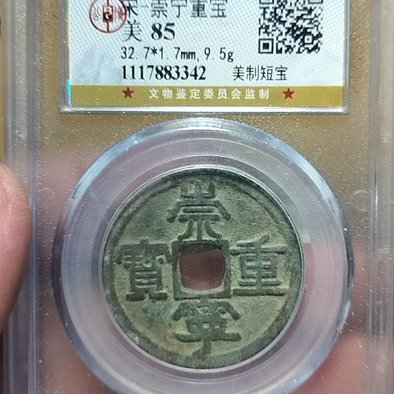 宋-崇宁重宝
美 85
32.7*1.7mm,9.5g
1117883342 美制短宝
★ 文物鉴定委员会监制 ★
崇寧重寶